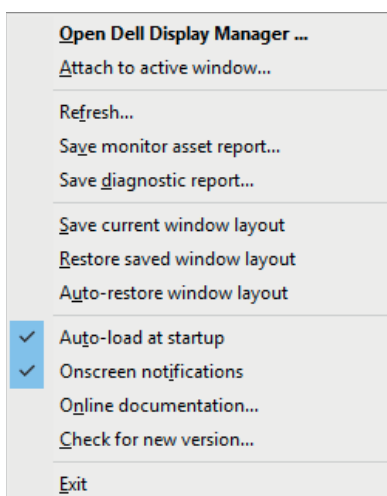 Open Dell Display Manager ...
Attach to active window...
Refresh...
Save monitor asset report...
Save diagnostic report...
Save current window layout
Restore saved window layout
Auto-restore window layout
Auto-load at startup
Onscreen notifications
Online documentation...
Check for new version...
Exit